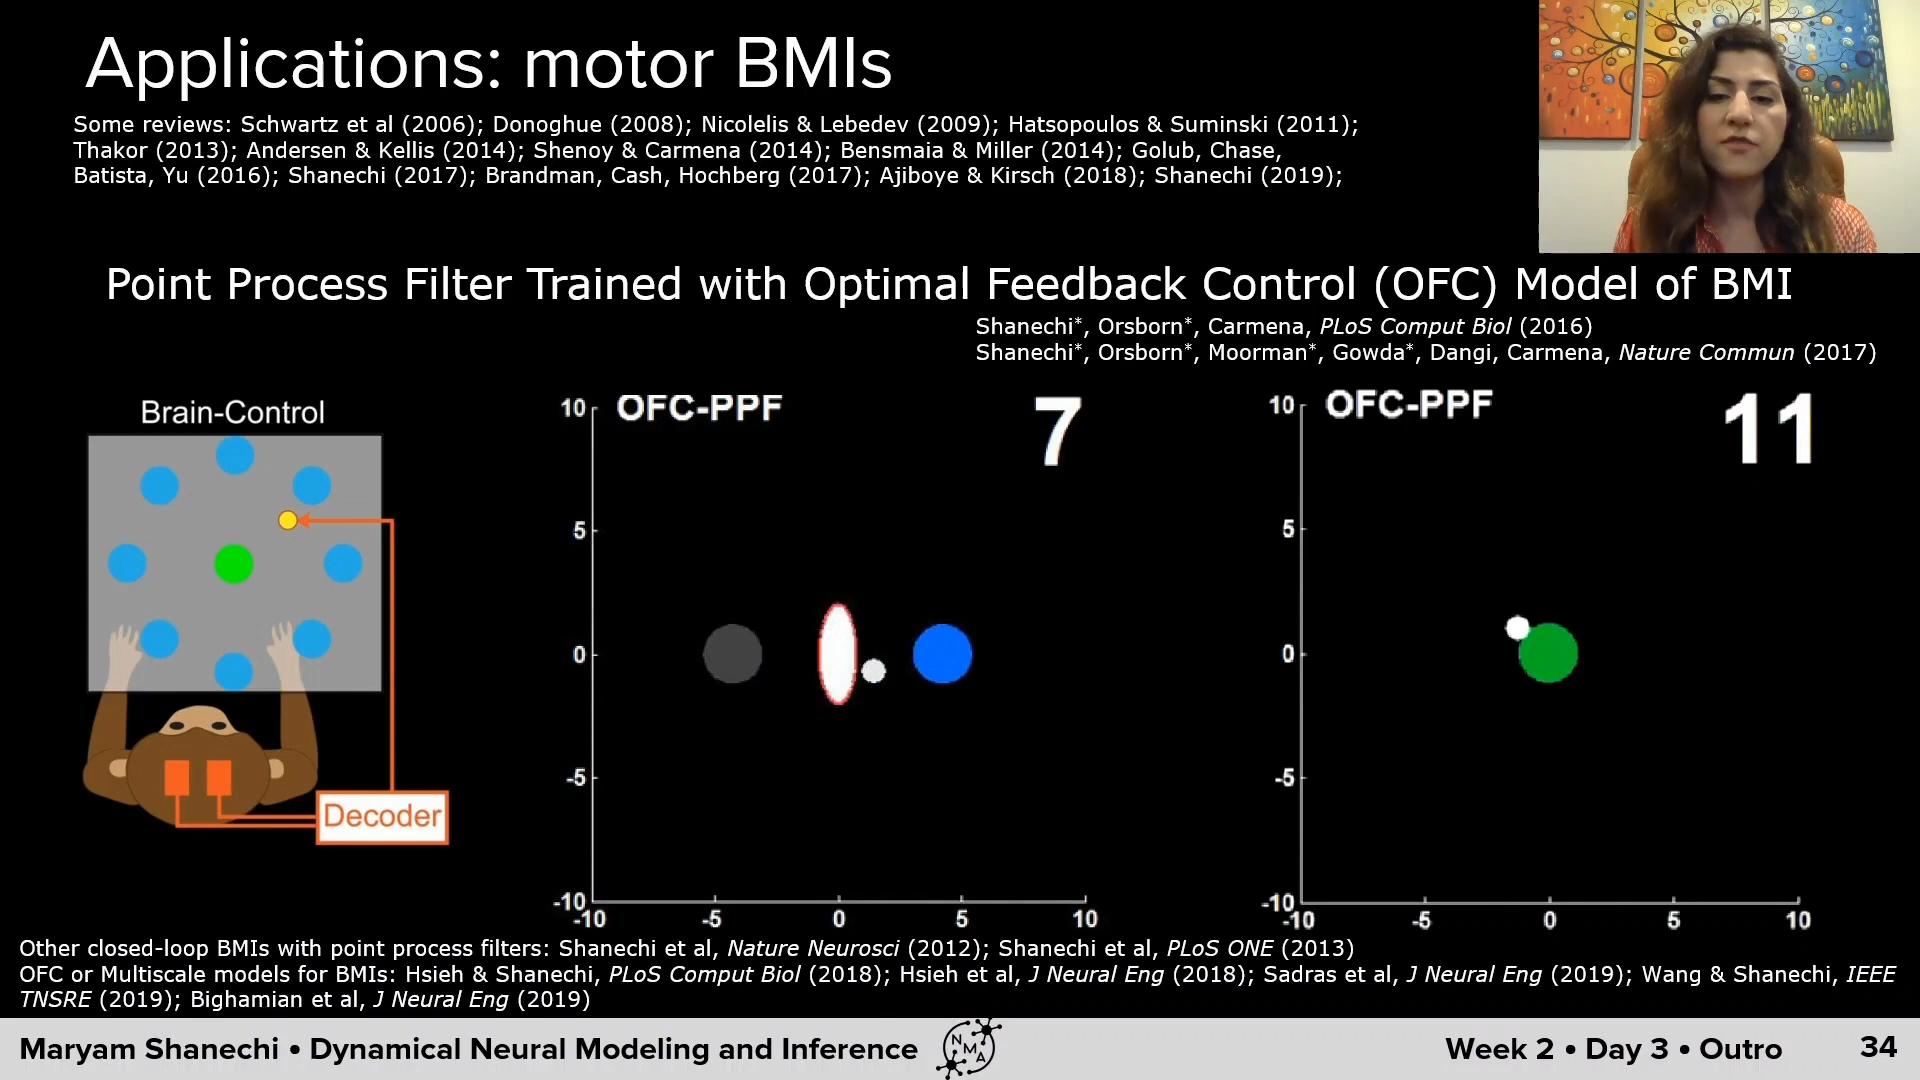 Applications: motor BMIs
Some reviews: Schwartz et al (2006); Donoghue (2008); Nicolelis & Lebedev (2009); Hatsopoulos & Suminski (2011);
Thakor (2013); Andersen & Kellis (2014); Shenoy & Carmena (2014); Bensmaia & Miller (2014); Golub, Chase,
Batista, Yu (2016); Shanechi (2017); Brandman, Cash, Hochberg (2017); Ajiboye & Kirsch (2018); Shanechi (2019);
Point Process Filter Trained with Optimal Feedback Control (OFC) Model of BMI
Shanechi*, Orsborn*, Carmena, PLoS Comput Biol (2016)
Shanechi*, Orsborn*, Moorman*, Gowda*, Dangi, Carmena, Nature Commun (2017)
Brain-Control
Decoder
10
OFC-PPF
7
5
0
-5
-10
-10 -5 0 5 10
10
OFC-PPF
11
5
0
-5
-10
-10 -5 0 5 10
Other closed-loop BMIs with point process filters: Shanechi et al, Nature Neurosci (2012); Shanechi et al, PLoS ONE (2013)
OFC or Multiscale models for BMIs: Hsieh & Shanechi, PLoS Comput Biol (2018); Hsieh et al, J Neural Eng (2018); Sadras et al, J Neural Eng (2019); Wang & Shanechi, IEEE
TNSRE (2019); Bighamian et al, J Neural Eng (2019)
Maryam Shanechi • Dynamical Neural Modeling and Inference
NMA
Week 2 • Day 3 • Outro
34